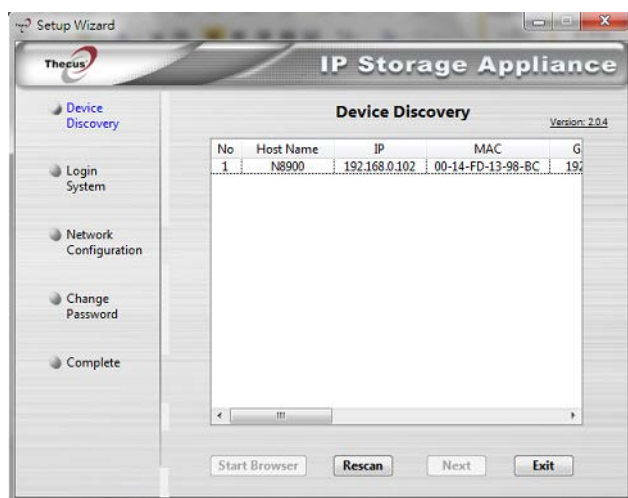 Setup Wizard
Thecus
IP Storage Appliance
Device
Discovery
Login
System
Network
Configuration
Change
Password
Complete
Device Discovery
Version: 2.0.4
No Host Name IP MAC G
1 N8900 192.168.0.102 00-14-FD-13-98-BC 192
Start Browser Rescan Next Exit